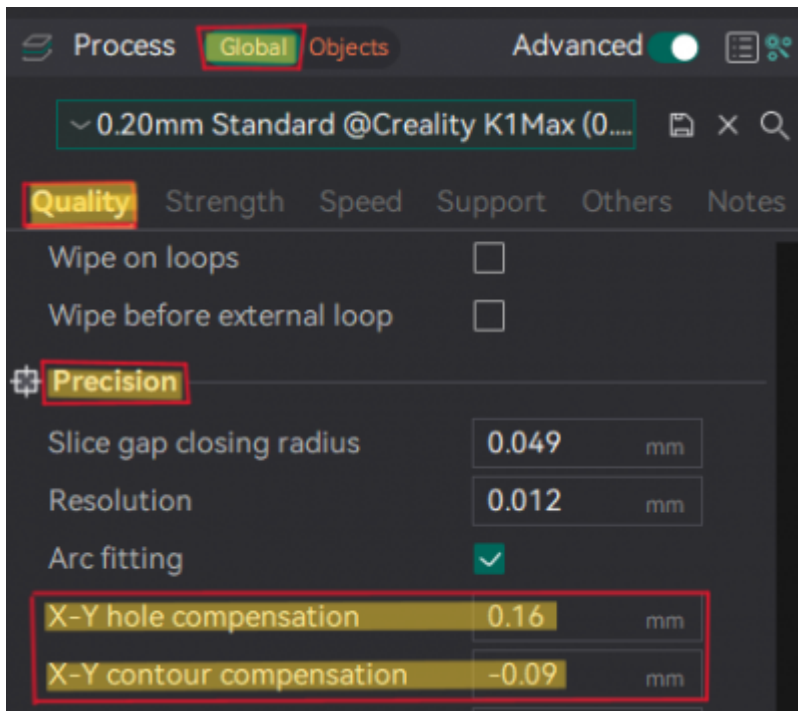 Process Global Objects Advanced
0.20mm Standard @Creality K1Max (0....
Quality Strength Speed Support Others Notes
Wipe on loops
Wipe before external loop
Precision
Slice gap closing radius 0.049 mm
Resolution 0.012 mm
Arc fitting
X-Y hole compensation 0.16 mm
X-Y contour compensation -0.09 mm